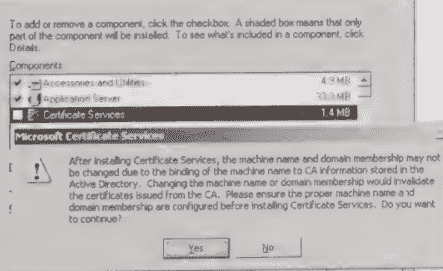 To add or remove a component, click the checkbox. A shaded box means that only
part of the component will be installed. To see what's included in a component, click
Details.
Components:
Accessories and Utilities 4.9 MB
Application Server 33.3 MB
Certificate Services 1.4 MB
Microsoft Certificate Services
After installing Certificate Services, the machine name and domain membership may not
be changed due to the binding of the machine name to CA information stored in the
Active Directory. Changing the machine name or domain membership would invalidate
the certificates issued from the CA. Please ensure the proper machine name and
domain membership are configured before installing Certificate Services. Do you want
to continue?
Yes
No